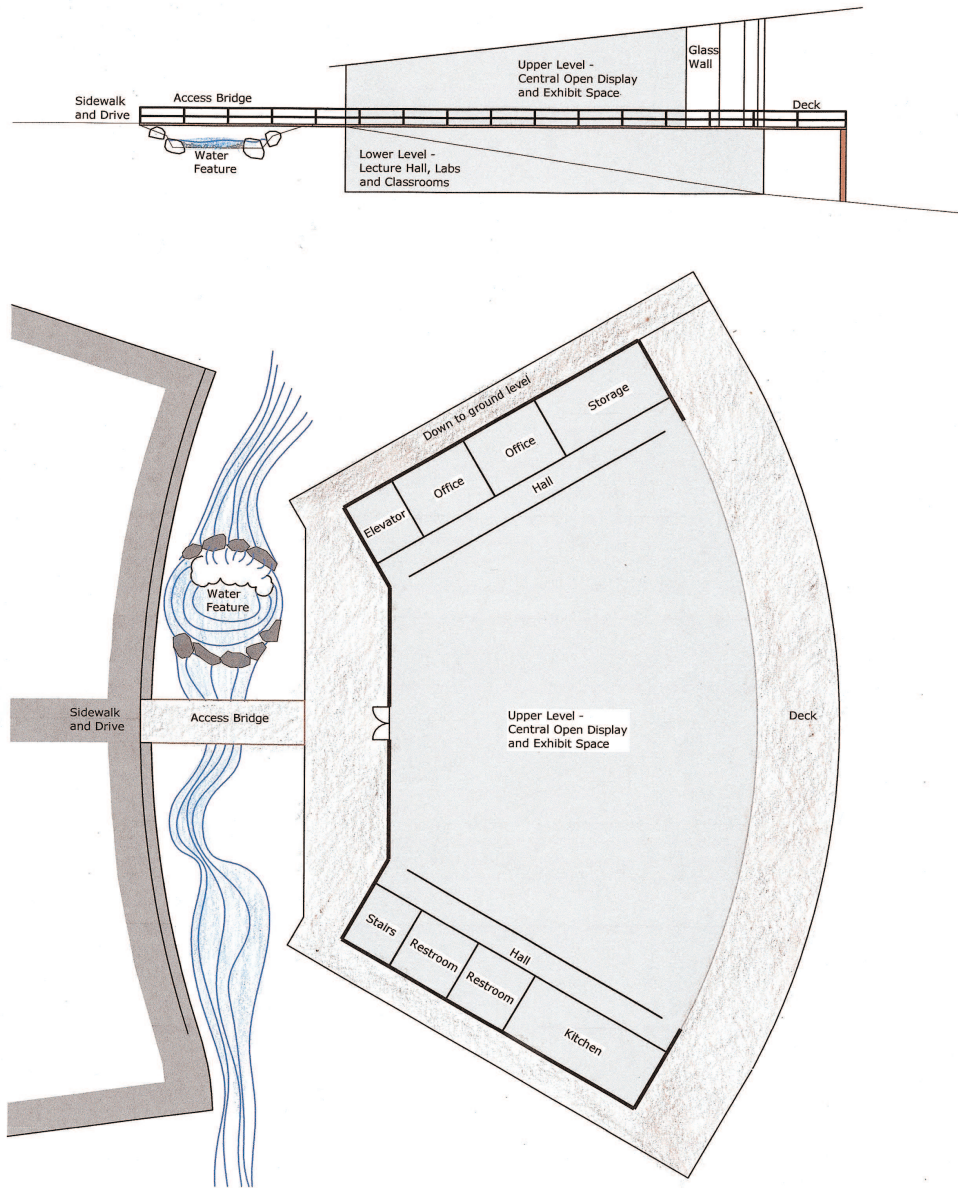 Upper Level -
Central Open Display
and Exhibit Space
Glass
Wall
Sidewalk
and Drive
Access Bridge
Deck
Water
Feature
Lower Level -
Lecture Hall, Labs
and Classrooms
Down to ground level
Storage
Office
Office
Elevator
Hall
Water
Feature
Sidewalk
and Drive
Access Bridge
Upper Level -
Central Open Display
and Exhibit Space
Deck
Stairs
Restroom
Restroom
Hall
Kitchen